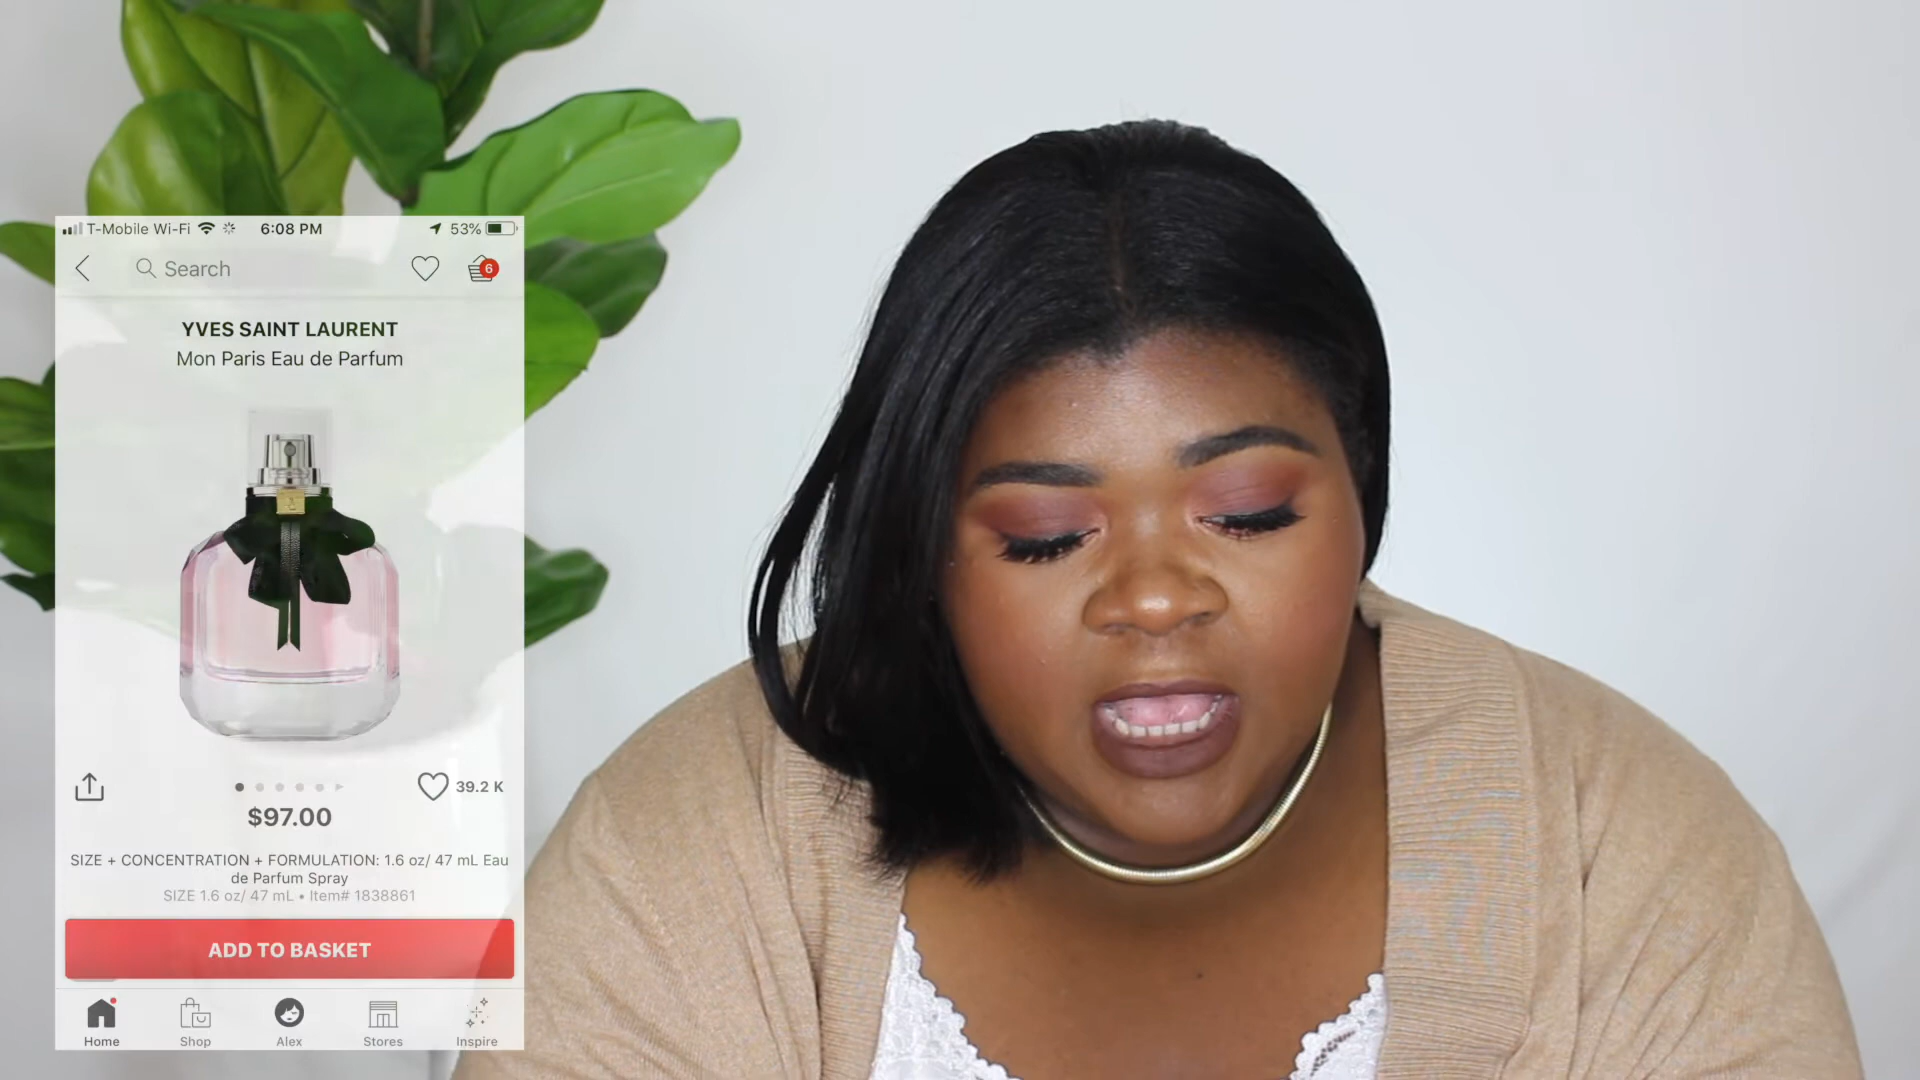 T-Mobile Wi-Fi 6:08 PM 53%
Search 6
YVES SAINT LAURENT
Mon Paris Eau de Parfum
39.2 K
$97.00
SIZE + CONCENTRATION + FORMULATION: 1.6 oz/ 47 mL Eau
de Parfum Spray
SIZE 1.6 oz/ 47 mL • Item# 1838861
ADD TO BASKET
Home Shop Alex Stores Inspire